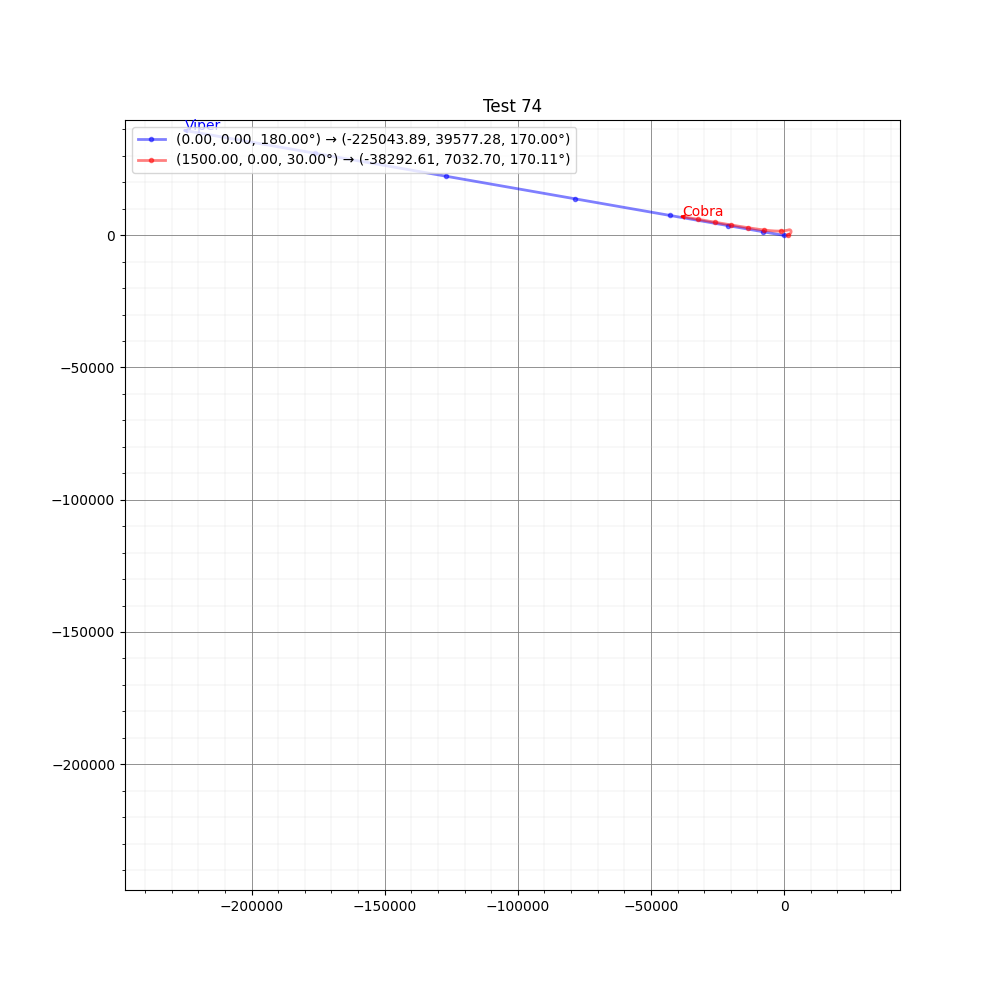 Test 74
Viper
(0.00, 0.00, 180.00°) → (-225043.89, 39577.28, 170.00°)
(1500.00, 0.00, 30.00°) → (-38292.61, 7032.70, 170.11°)
Cobra
0
−50000
−100000
−150000
−200000
−200000 −150000 −100000 −50000 0